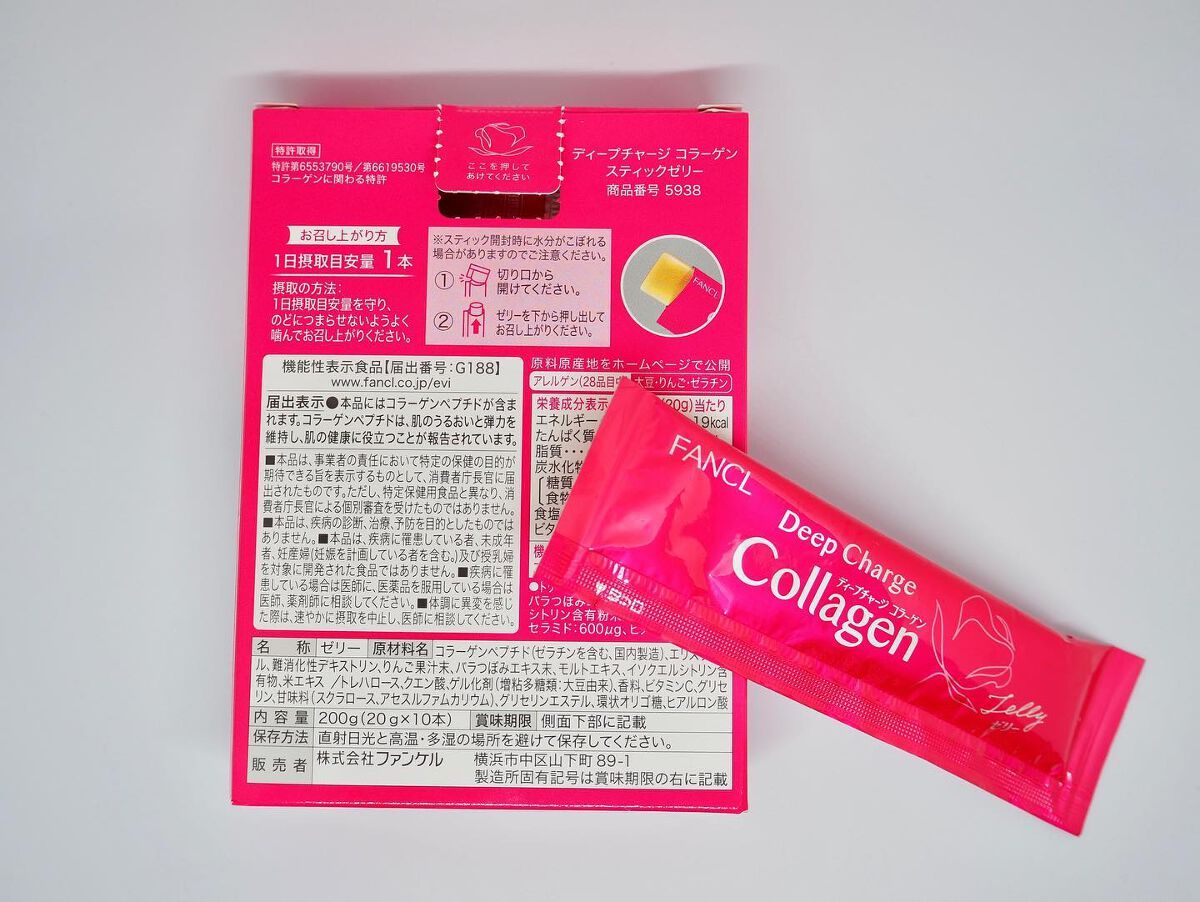 特許取得
特許第6553790号/第6619530号
コラーゲンに関わる特許
ここを押して
あけてください
ディープチャージ コラーゲン
スティックゼリー
商品番号 5938
お召し上がり方
1日摂取目安量 1本
摂取の方法:
1日摂取目安量を守り、
のどにつまらせないようよく
噛んでお召し上がりください。
※スティック開封時に水分がこぼれる
場合がありますのでご注意ください。
① 切り口から
開けてください。
② ゼリーを下から押し出して
お召し上がりください。
FANCL
機能性表示食品【届出番号:G188】
www.fancl.co.jp/evi
届出表示●本品にはコラーゲンペプチドが含ま
れます。コラーゲンペプチドは、肌のうるおいと弾力を
維持し、肌の健康に役立つことが報告されています。
■本品は、事業者の責任において特定の保健の目的が
期待できる旨を表示するものとして、消費者庁長官に届
出されたものです。ただし、特定保健用食品と異なり、消
費者庁長官による個別審査を受けたものではありません。
■本品は、疾病の診断、治療、予防を目的としたものでは
ありません。■本品は、疾病に罹患している者、未成年
者、妊産婦(妊娠を計画している者を含む。)及び授乳婦
を対象に開発された食品ではありません。■疾病に罹
患している場合は医師に、医薬品を服用している場合は
医師、薬剤師に相談してください。■体調に異変を感じ
た際は、速やかに摂取を中止し、医師に相談してください。
原料原産地をホームページで公開
アレルゲン(28品目中) 大豆・りんご・ゼラチン
栄養成分表示 (20g)当たり
エネルギー 19kcal
たんぱく質
脂質・・・
炭水化物
糖質
食物
食塩
ビタ
機
バラつぼみ
シトリン含有粉末
セラミド:600μg、ヒ
名 称 ゼリー 原材料名 コラーゲンペプチド(ゼラチンを含む、国内製造)、エリス
ル、難消化性デキストリン、りんご果汁末、バラつぼみエキス末、モルトエキス、イソクエルシトリン含
有物、米エキス/トレハロース、クエン酸、ゲル化剤(増粘多糖類:大豆由来)、香料、ビタミンC、グリセ
リン、甘味料(スクラロース、アセスルファムカリウム)、グリセリンエステル、環状オリゴ糖、ヒアルロン酸
内容量 200g(20g×10本) 賞味期限 側面下部に記載
保存方法 直射日光と高温・多湿の場所を避けて保存してください。
販売者 株式会社ファンケル 横浜市中区山下町89-1
製造所固有記号は賞味期限の右に記載
FANCL
Deep Charge
Collagen
ディープチャージ コラーゲン
Jelly
ゼリー
▼切り口